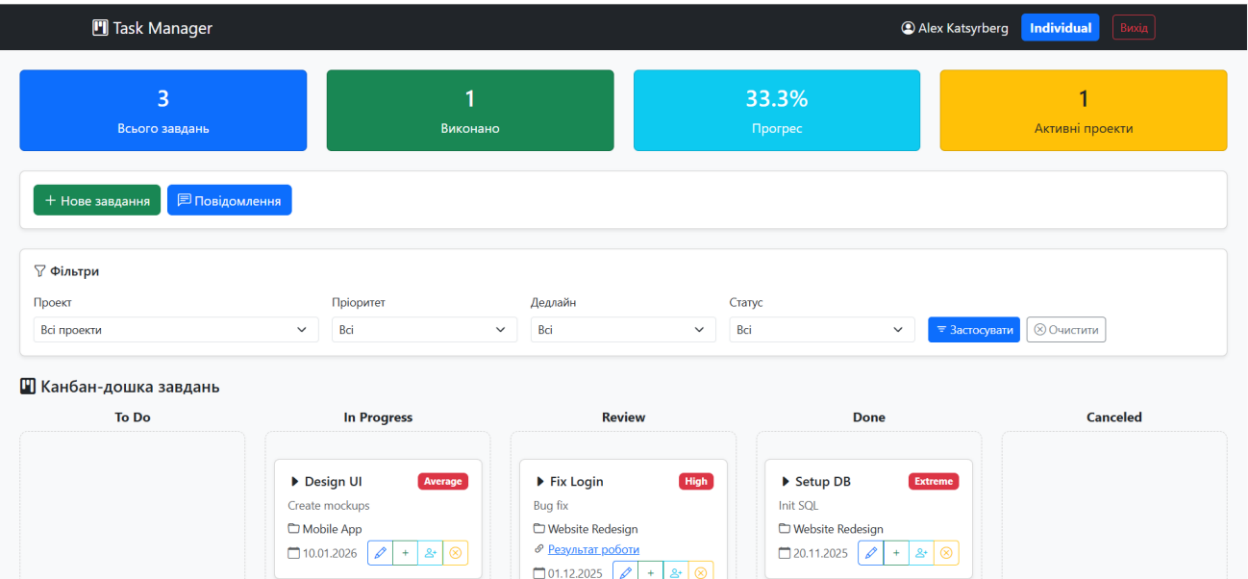 Task Manager
Alex Katsyrberg Individual Вихід
3
Всього завдань
1
Виконано
33.3%
Прогрес
1
Активні проекти
+ Нове завдання Повідомлення
Фільтри
Проект Пріоритет Дедлайн Статус
Всі проекти Всі Всі Всі Застосувати Очистити
Канбан-дошка завдань
To Do In Progress Review Done Canceled
Design UI Average
Create mockups
Mobile App
10.01.2026 +
Fix Login High
Bug fix
Website Redesign
Результат роботи
01.12.2025 +
Setup DB Extreme
Init SQL
Website Redesign
20.11.2025 +